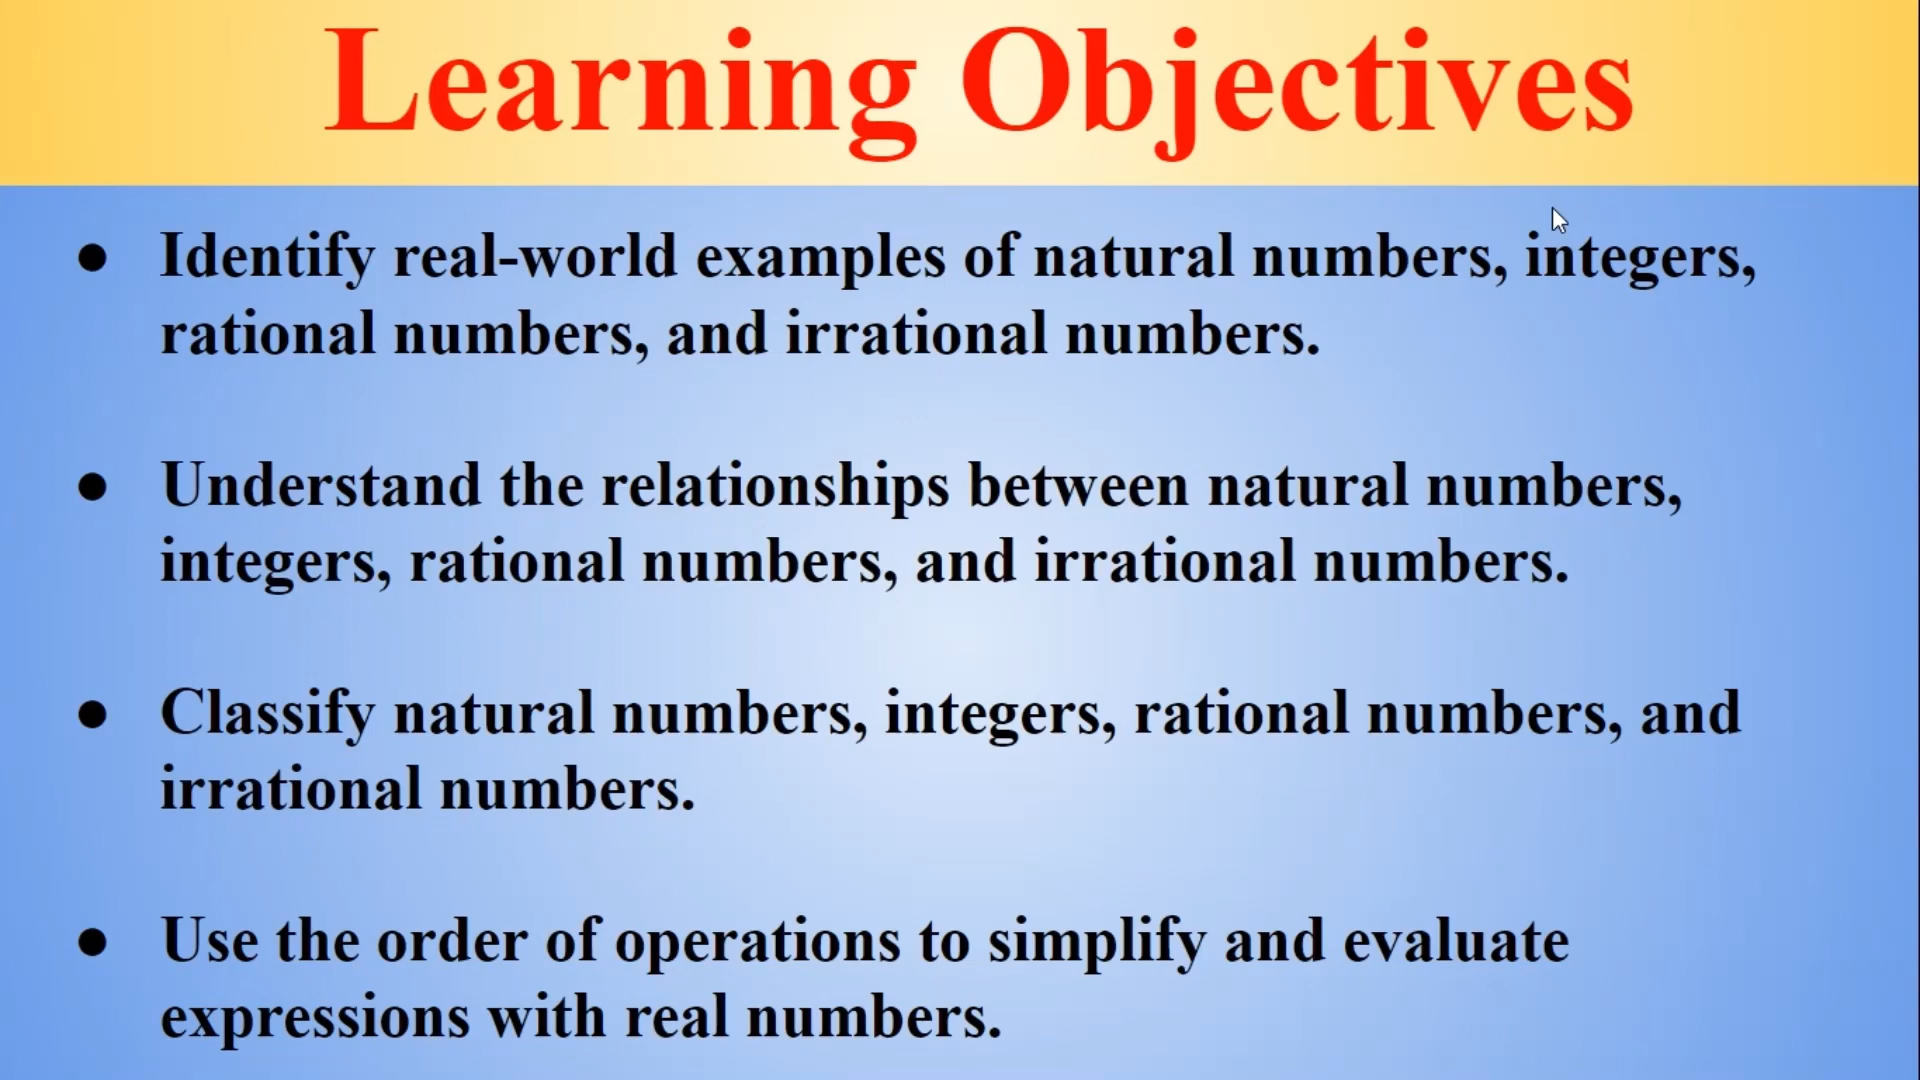 Learning Objectives
● Identify real-world examples of natural numbers, integers,
rational numbers, and irrational numbers.
● Understand the relationships between natural numbers,
integers, rational numbers, and irrational numbers.
● Classify natural numbers, integers, rational numbers, and
irrational numbers.
● Use the order of operations to simplify and evaluate
expressions with real numbers.